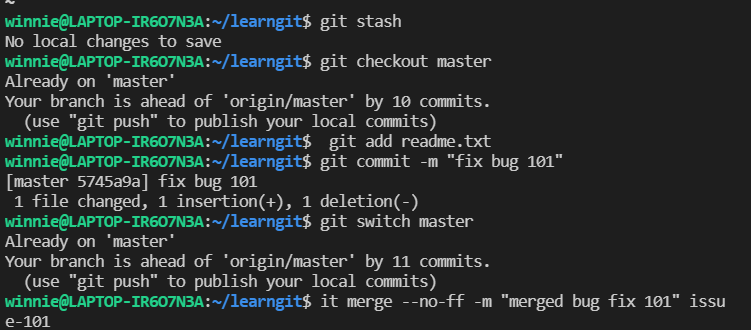 ~
winnie@LAPTOP-IR6O7N3A:~/learngit$ git stash
No local changes to save
winnie@LAPTOP-IR6O7N3A:~/learngit$ git checkout master
Already on 'master'
Your branch is ahead of 'origin/master' by 10 commits.
  (use "git push" to publish your local commits)
winnie@LAPTOP-IR6O7N3A:~/learngit$  git add readme.txt
winnie@LAPTOP-IR6O7N3A:~/learngit$ git commit -m "fix bug 101"
[master 5745a9a] fix bug 101
 1 file changed, 1 insertion(+), 1 deletion(-)
winnie@LAPTOP-IR6O7N3A:~/learngit$ git switch master
Already on 'master'
Your branch is ahead of 'origin/master' by 11 commits.
  (use "git push" to publish your local commits)
winnie@LAPTOP-IR6O7N3A:~/learngit$ it merge --no-ff -m "merged bug fix 101" issu
e-101